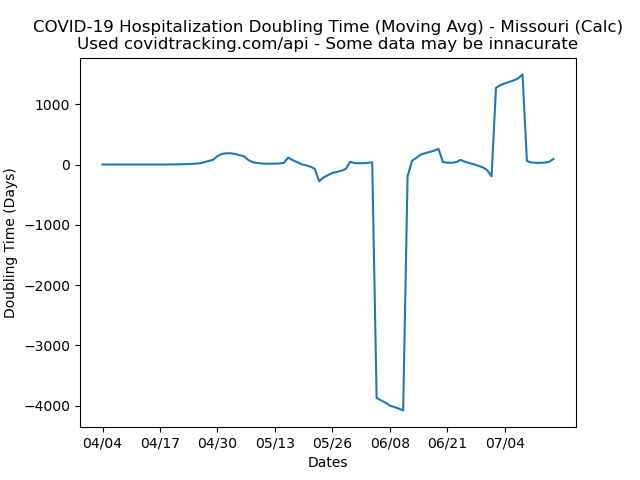 COVID-19 Hospitalization Doubling Time (Moving Avg) - Missouri (Calc)
Used covidtracking.com/api - Some data may be innacurate
Doubling Time (Days)
1000
0
−1000
−2000
−3000
−4000
04/04 04/17 04/30 05/13 05/26 06/08 06/21 07/04
Dates